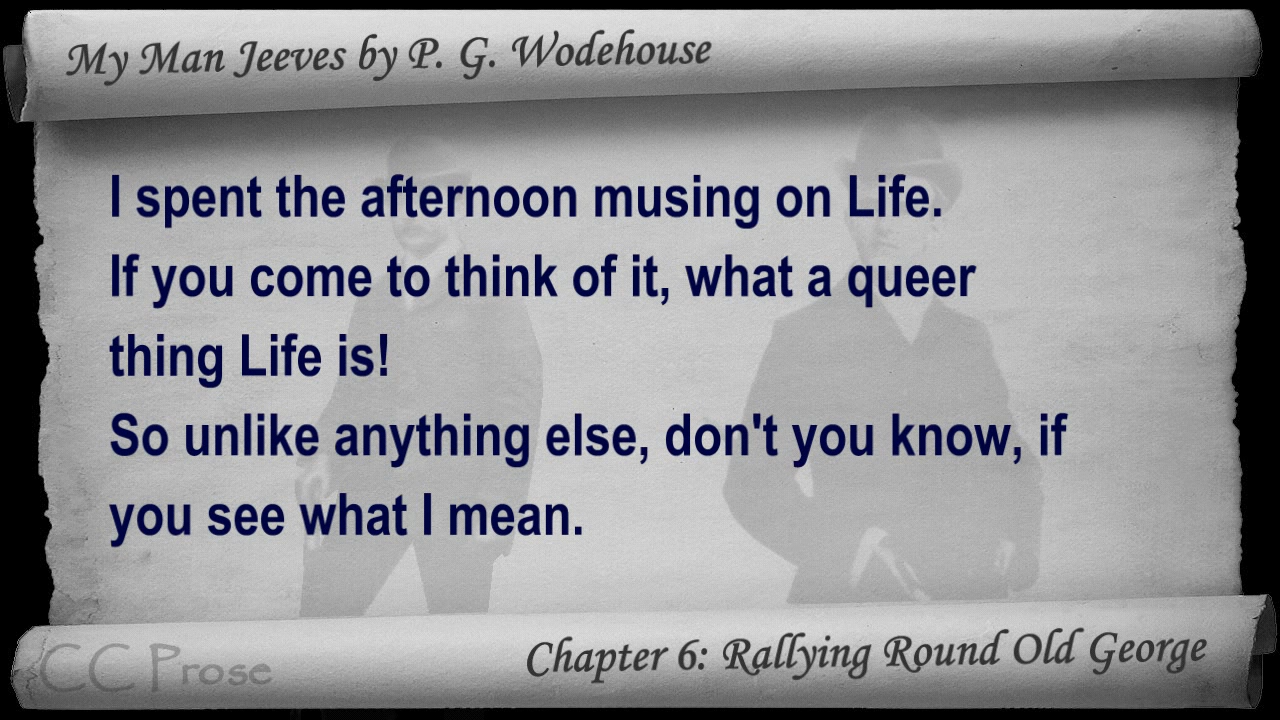 My Man Jeeves by P. G. Wodehouse
I spent the afternoon musing on Life.
If you come to think of it, what a queer
thing Life is!
So unlike anything else, don't you know, if
you see what I mean.
CC Prose
Chapter 6: Rallying Round Old George